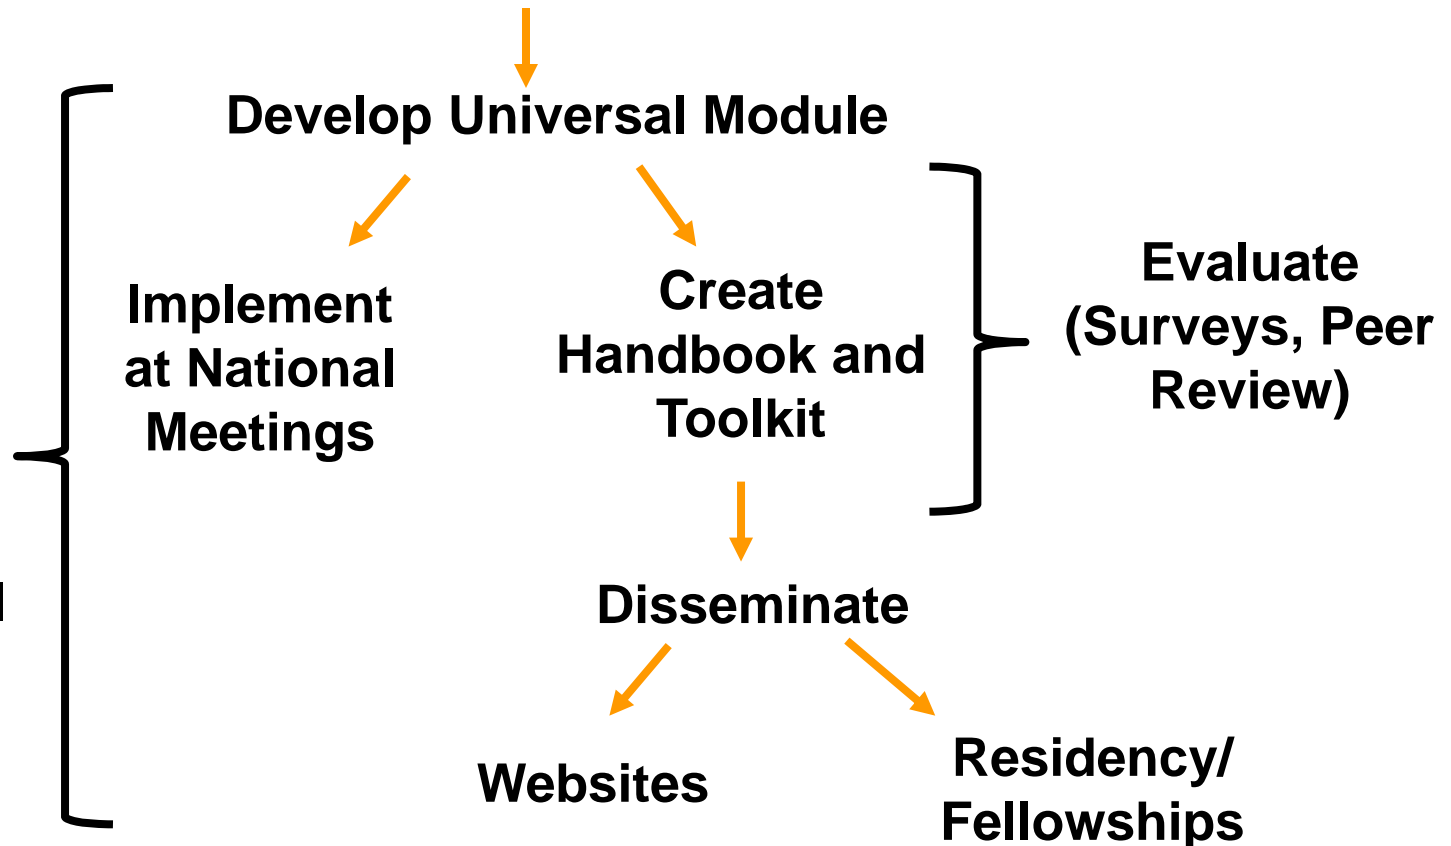 Develop Universal Module
Implement
at National
Meetings
Create
Handbook and
Toolkit
Evaluate
(Surveys, Peer
Review)
Disseminate
Websites
Residency/
Fellowships